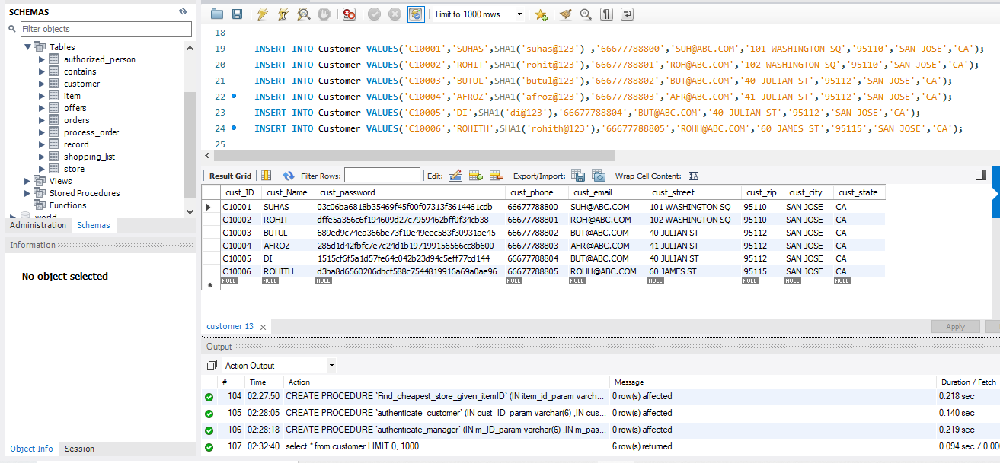 SCHEMAS
Filter objects
Tables
authorized_person
contains
customer
item
offers
orders
process_order
record
shopping_list
store
Views
Stored Procedures
Functions
world
Administration Schemas
Information
No object selected
Object Info Session
Limit to 1000 rows
18
19 INSERT INTO Customer VALUES('C10001','SUHAS',SHA1('suhas@123') ,'66677788800','SUH@ABC.COM','101 WASHINGTON SQ','95110','SAN JOSE','CA');
20 INSERT INTO Customer VALUES('C10002','ROHIT',SHA1('rohit@123'),'66677788801','ROH@ABC.COM','102 WASHINGTON SQ','95110','SAN JOSE','CA');
21 INSERT INTO Customer VALUES('C10003','BUTUL',SHA1('butul@123'),'66677788802','BUT@ABC.COM','40 JULIAN ST','95112','SAN JOSE','CA');
22 INSERT INTO Customer VALUES('C10004','AFROZ',SHA1('afroz@123'),'66677788803','AFR@ABC.COM','41 JULIAN ST','95112','SAN JOSE','CA');
23 INSERT INTO Customer VALUES('C10005','DI',SHA1('di@123'),'66677788804','BUT@ABC.COM','40 JULIAN ST','95112','SAN JOSE','CA');
24 INSERT INTO Customer VALUES('C10006','ROHITH',SHA1('rohith@123'),'66677788805','ROHH@ABC.COM','60 JAMES ST','95115','SAN JOSE','CA');
25
Result Grid Filter Rows: Edit: Export/Import: Wrap Cell Content:
cust_ID cust_Name cust_password cust_phone cust_email cust_street cust_zip cust_city cust_state
C10001 SUHAS 03c06ba6818b35469f45f00f07313f3614461cdb 66677788800 SUH@ABC.COM 101 WASHINGTON SQ 95110 SAN JOSE CA
C10002 ROHIT dffe5a356c6f194609d27c7959462bff0f34cb38 66677788801 ROH@ABC.COM 102 WASHINGTON SQ 95110 SAN JOSE CA
C10003 BUTUL 689ed9c74ea366be73f10e49eec583f30931ae45 66677788802 BUT@ABC.COM 40 JULIAN ST 95112 SAN JOSE CA
C10004 AFROZ 285d1d42fbfc7e7c24d1b197199156566cc8b600 66677788803 AFR@ABC.COM 41 JULIAN ST 95112 SAN JOSE CA
C10005 DI 1515cf6f5a1d57fe64c042b23d94c5eff77cd144 66677788804 BUT@ABC.COM 40 JULIAN ST 95112 SAN JOSE CA
C10006 ROHITH d3ba8d6560206dbcf588c7544819916a69a0ae96 66677788805 ROHH@ABC.COM 60 JAMES ST 95115 SAN JOSE CA
NULL NULL NULL NULL NULL NULL NULL NULL NULL
customer 13
Apply
Output
Action Output
# Time Action Message Duration / Fetch
104 02:27:50 CREATE PROCEDURE `Find_cheapest_store_given_itemID` (IN item_id_param varch... 0 row(s) affected 0.218 sec
105 02:28:05 CREATE PROCEDURE `authenticate_customer` (IN cust_ID_param varchar(6) ,IN cus... 0 row(s) affected 0.140 sec
106 02:28:18 CREATE PROCEDURE `authenticate_manager` (IN m_ID_param varchar(6) ,IN m_pas... 0 row(s) affected 0.219 sec
107 02:32:40 select * from customer LIMIT 0, 1000 6 row(s) returned 0.094 sec / 0.00